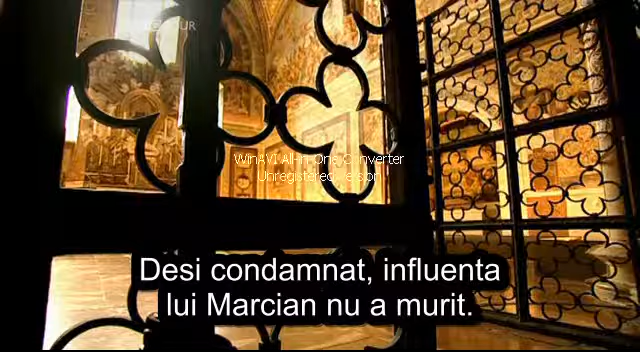 WinAVI All-in-One Converter
Unregistered version
Desi condamnat, influenta
lui Marcian nu a murit.